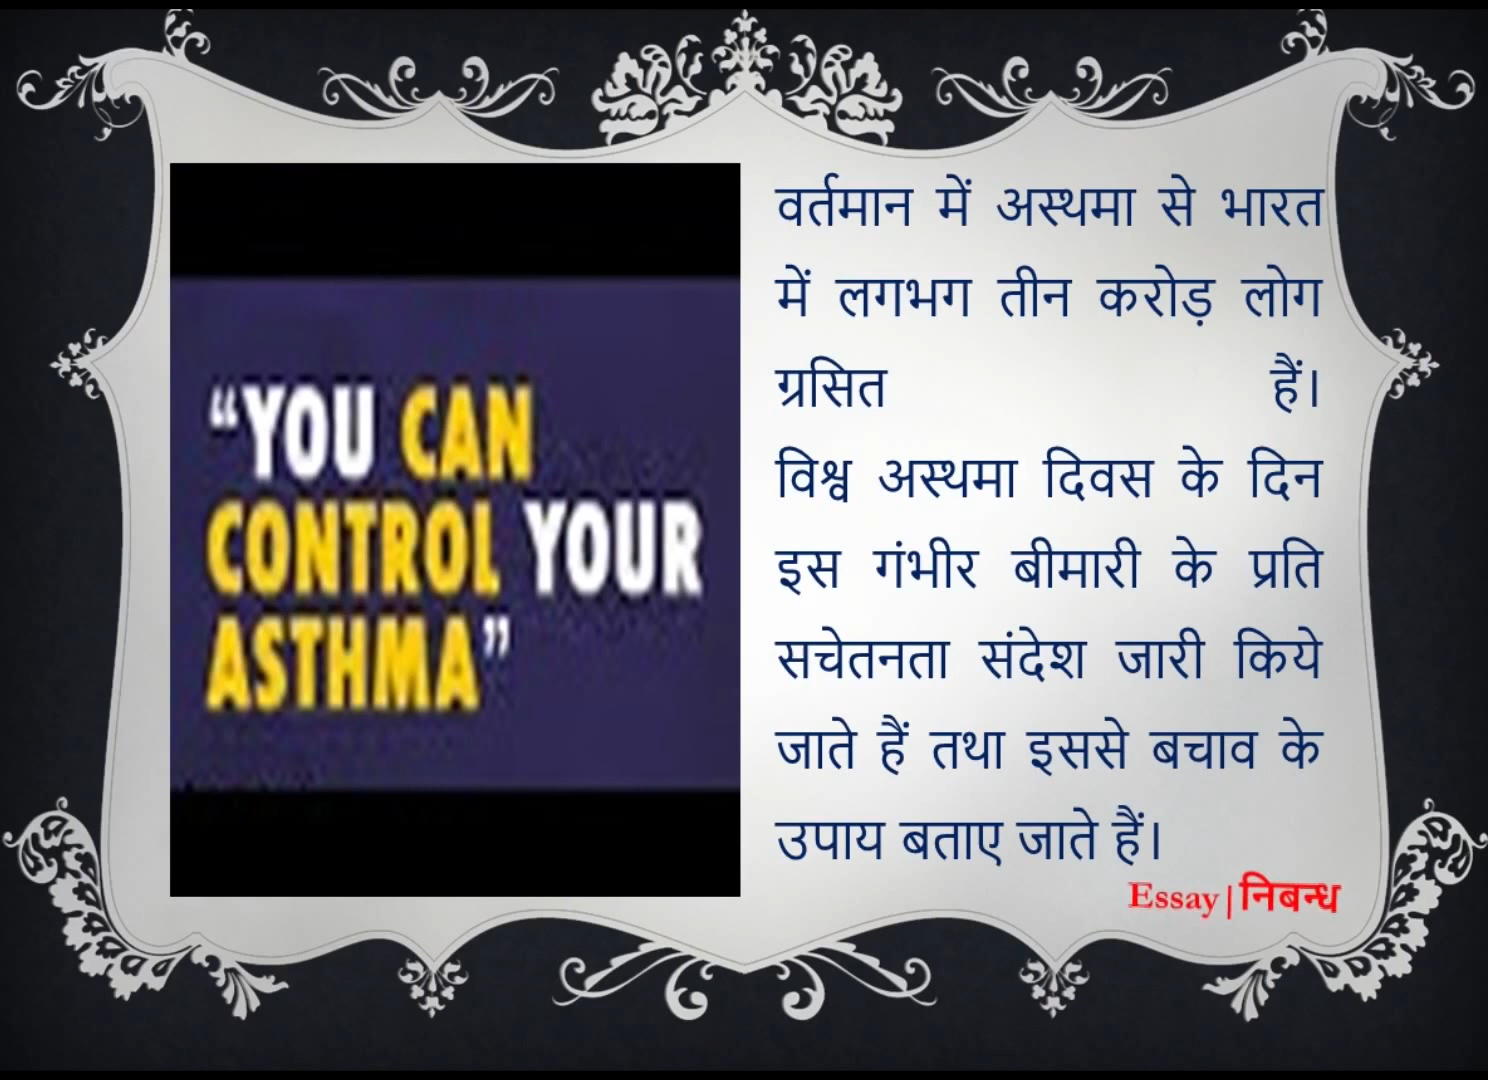 “YOU CAN
CONTROL YOUR
ASTHMA”
वर्तमान में अस्थमा से भारत
में लगभग तीन करोड़ लोग
ग्रसित हैं।
विश्व अस्थमा दिवस के दिन
इस गंभीर बीमारी के प्रति
सचेतनता संदेश जारी किये
जाते हैं तथा इससे बचाव के
उपाय बताए जाते हैं।
Essay|निबन्ध